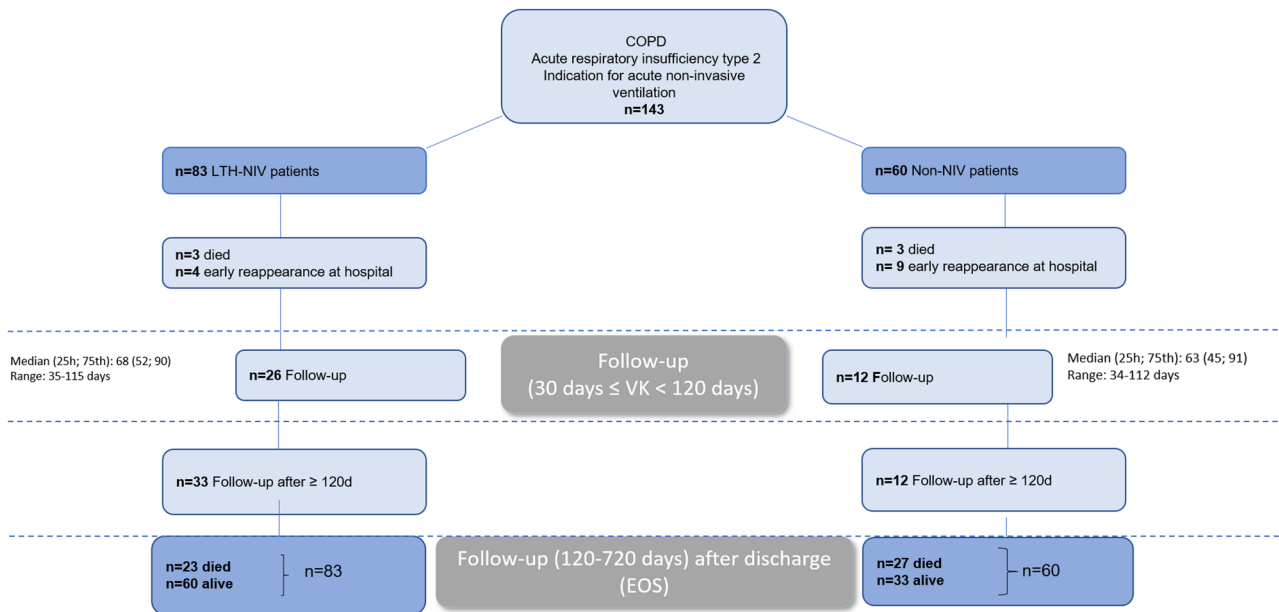 COPD
Acute respiratory insufficiency type 2
Indication for acute non-invasive
ventilation
n=143
n=83 LTH-NIV patients
n=60 Non-NIV patients
n=3 died
n=4 early reappearance at hospital
n= 3 died
n= 9 early reappearance at hospital
Median (25h; 75th): 68 (52; 90)
Range: 35-115 days
n=26 Follow-up
Follow-up
(30 days ≤ VK < 120 days)
n=12 Follow-up
Median (25h; 75th): 63 (45; 91)
Range: 34-112 days
n=33 Follow-up after ≥ 120d
n=12 Follow-up after ≥ 120d
n=23 died
n=60 alive
n=83
Follow-up (120-720 days) after discharge
(EOS)
n=27 died
n=33 alive
n=60